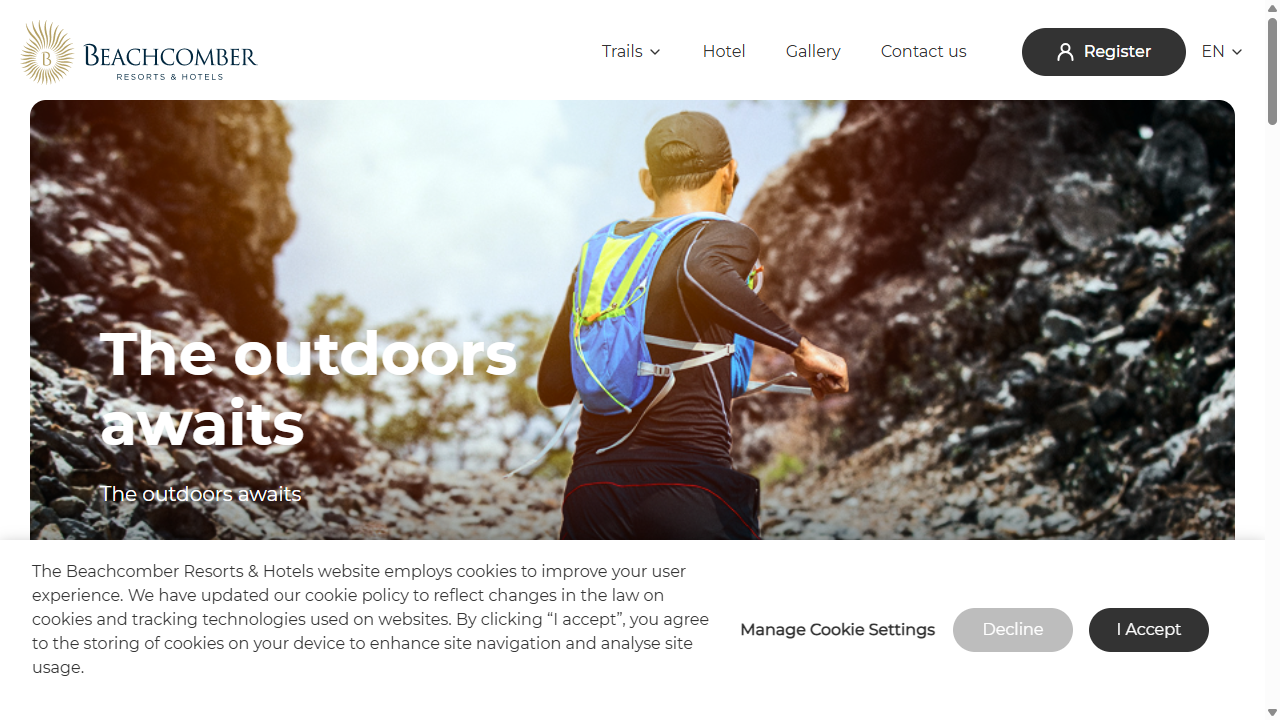 B
BEACHCOMBER
RESORTS & HOTELS
Trails
Hotel
Gallery
Contact us
Register
EN
The outdoors
awaits
The outdoors awaits
The Beachcomber Resorts & Hotels website employs cookies to improve your user
experience. We have updated our cookie policy to reflect changes in the law on
cookies and tracking technologies used on websites. By clicking “I accept”, you agree
to the storing of cookies on your device to enhance site navigation and analyse site
usage.
Manage Cookie Settings
Decline
I Accept